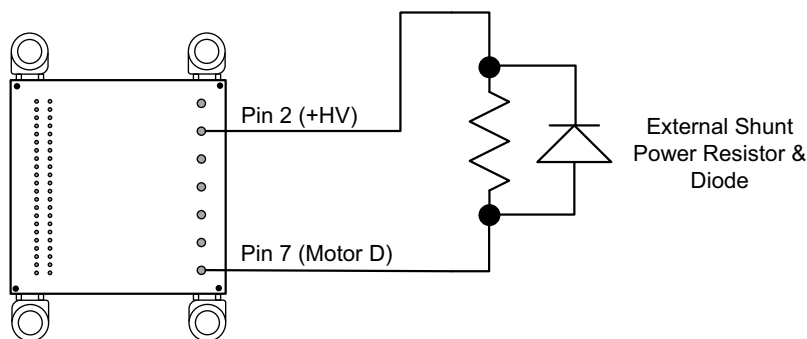 Pin 2 (+HV)
External Shunt
Power Resistor &
Diode
Pin 7 (Motor D)